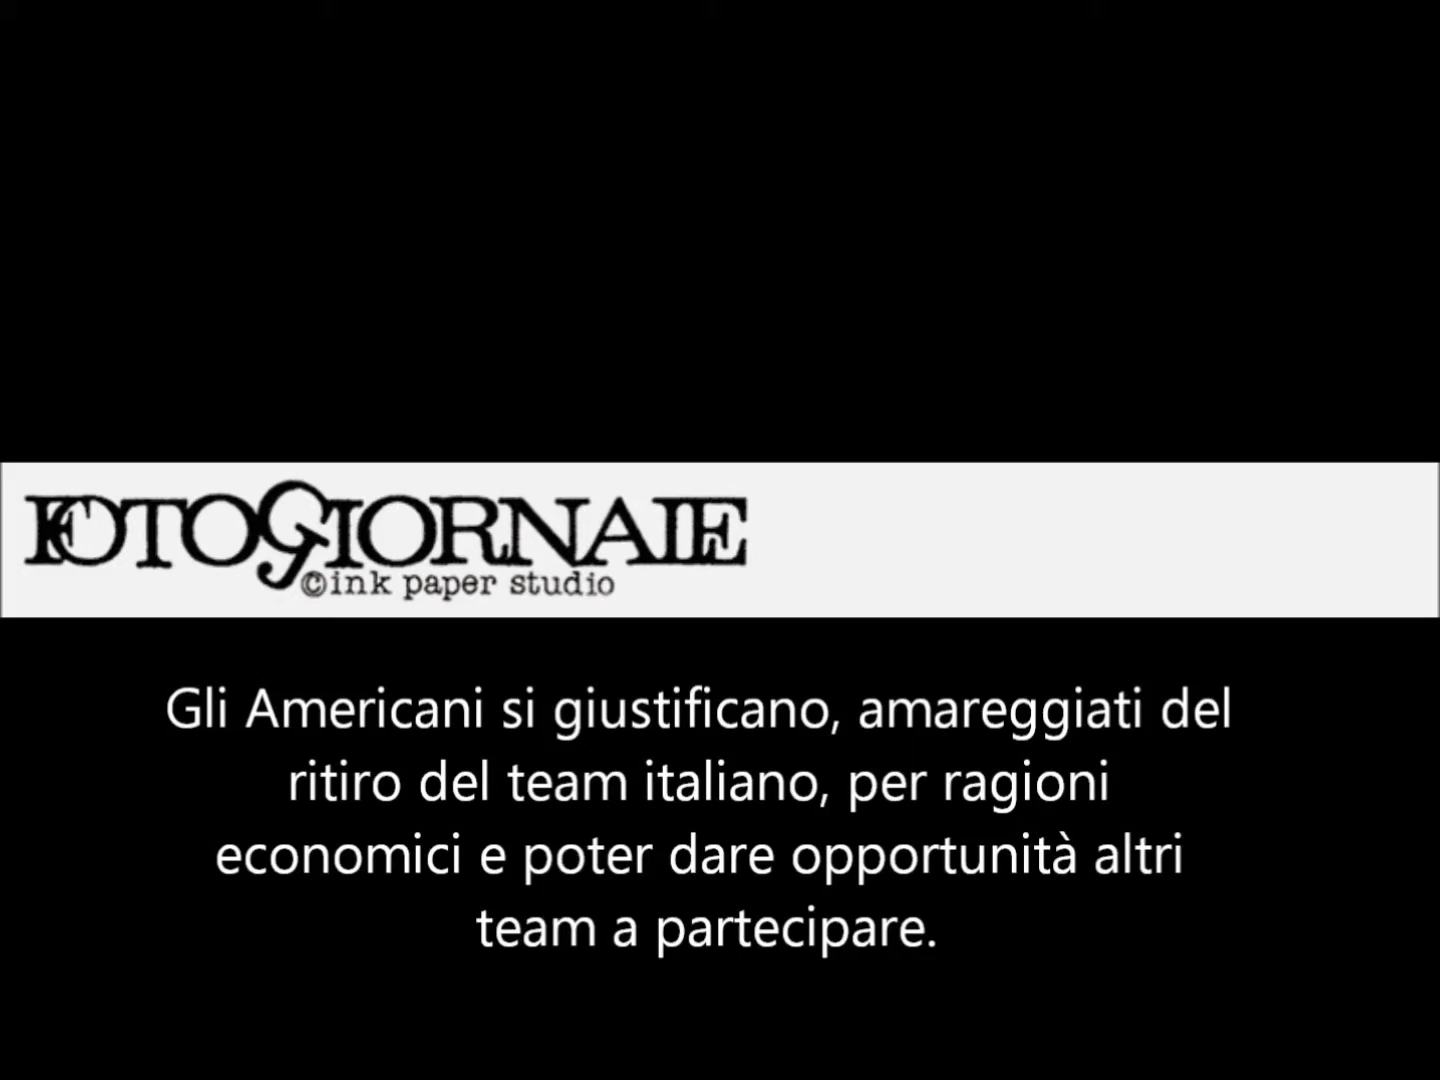 FOTOGIORNALE
©ink paper studio
Gli Americani si giustificano, amareggiati del
ritiro del team italiano, per ragioni
economici e poter dare opportunità altri
team a partecipare.